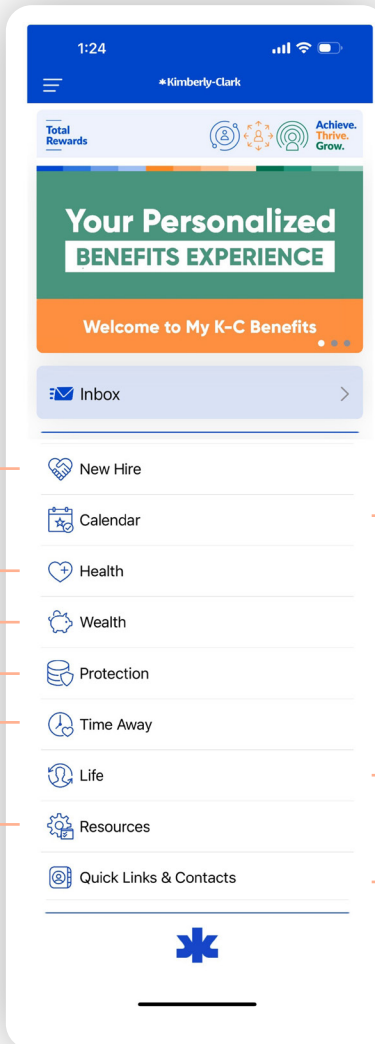 1:24
*Kimberly-Clark
Total
Rewards
Achieve.
Thrive.
Grow.
Your Personalized
BENEFITS EXPERIENCE
Welcome to My K-C Benefits
Inbox
New Hire
Calendar
Health
Wealth
Protection
Time Away
Life
Resources
Quick Links & Contacts